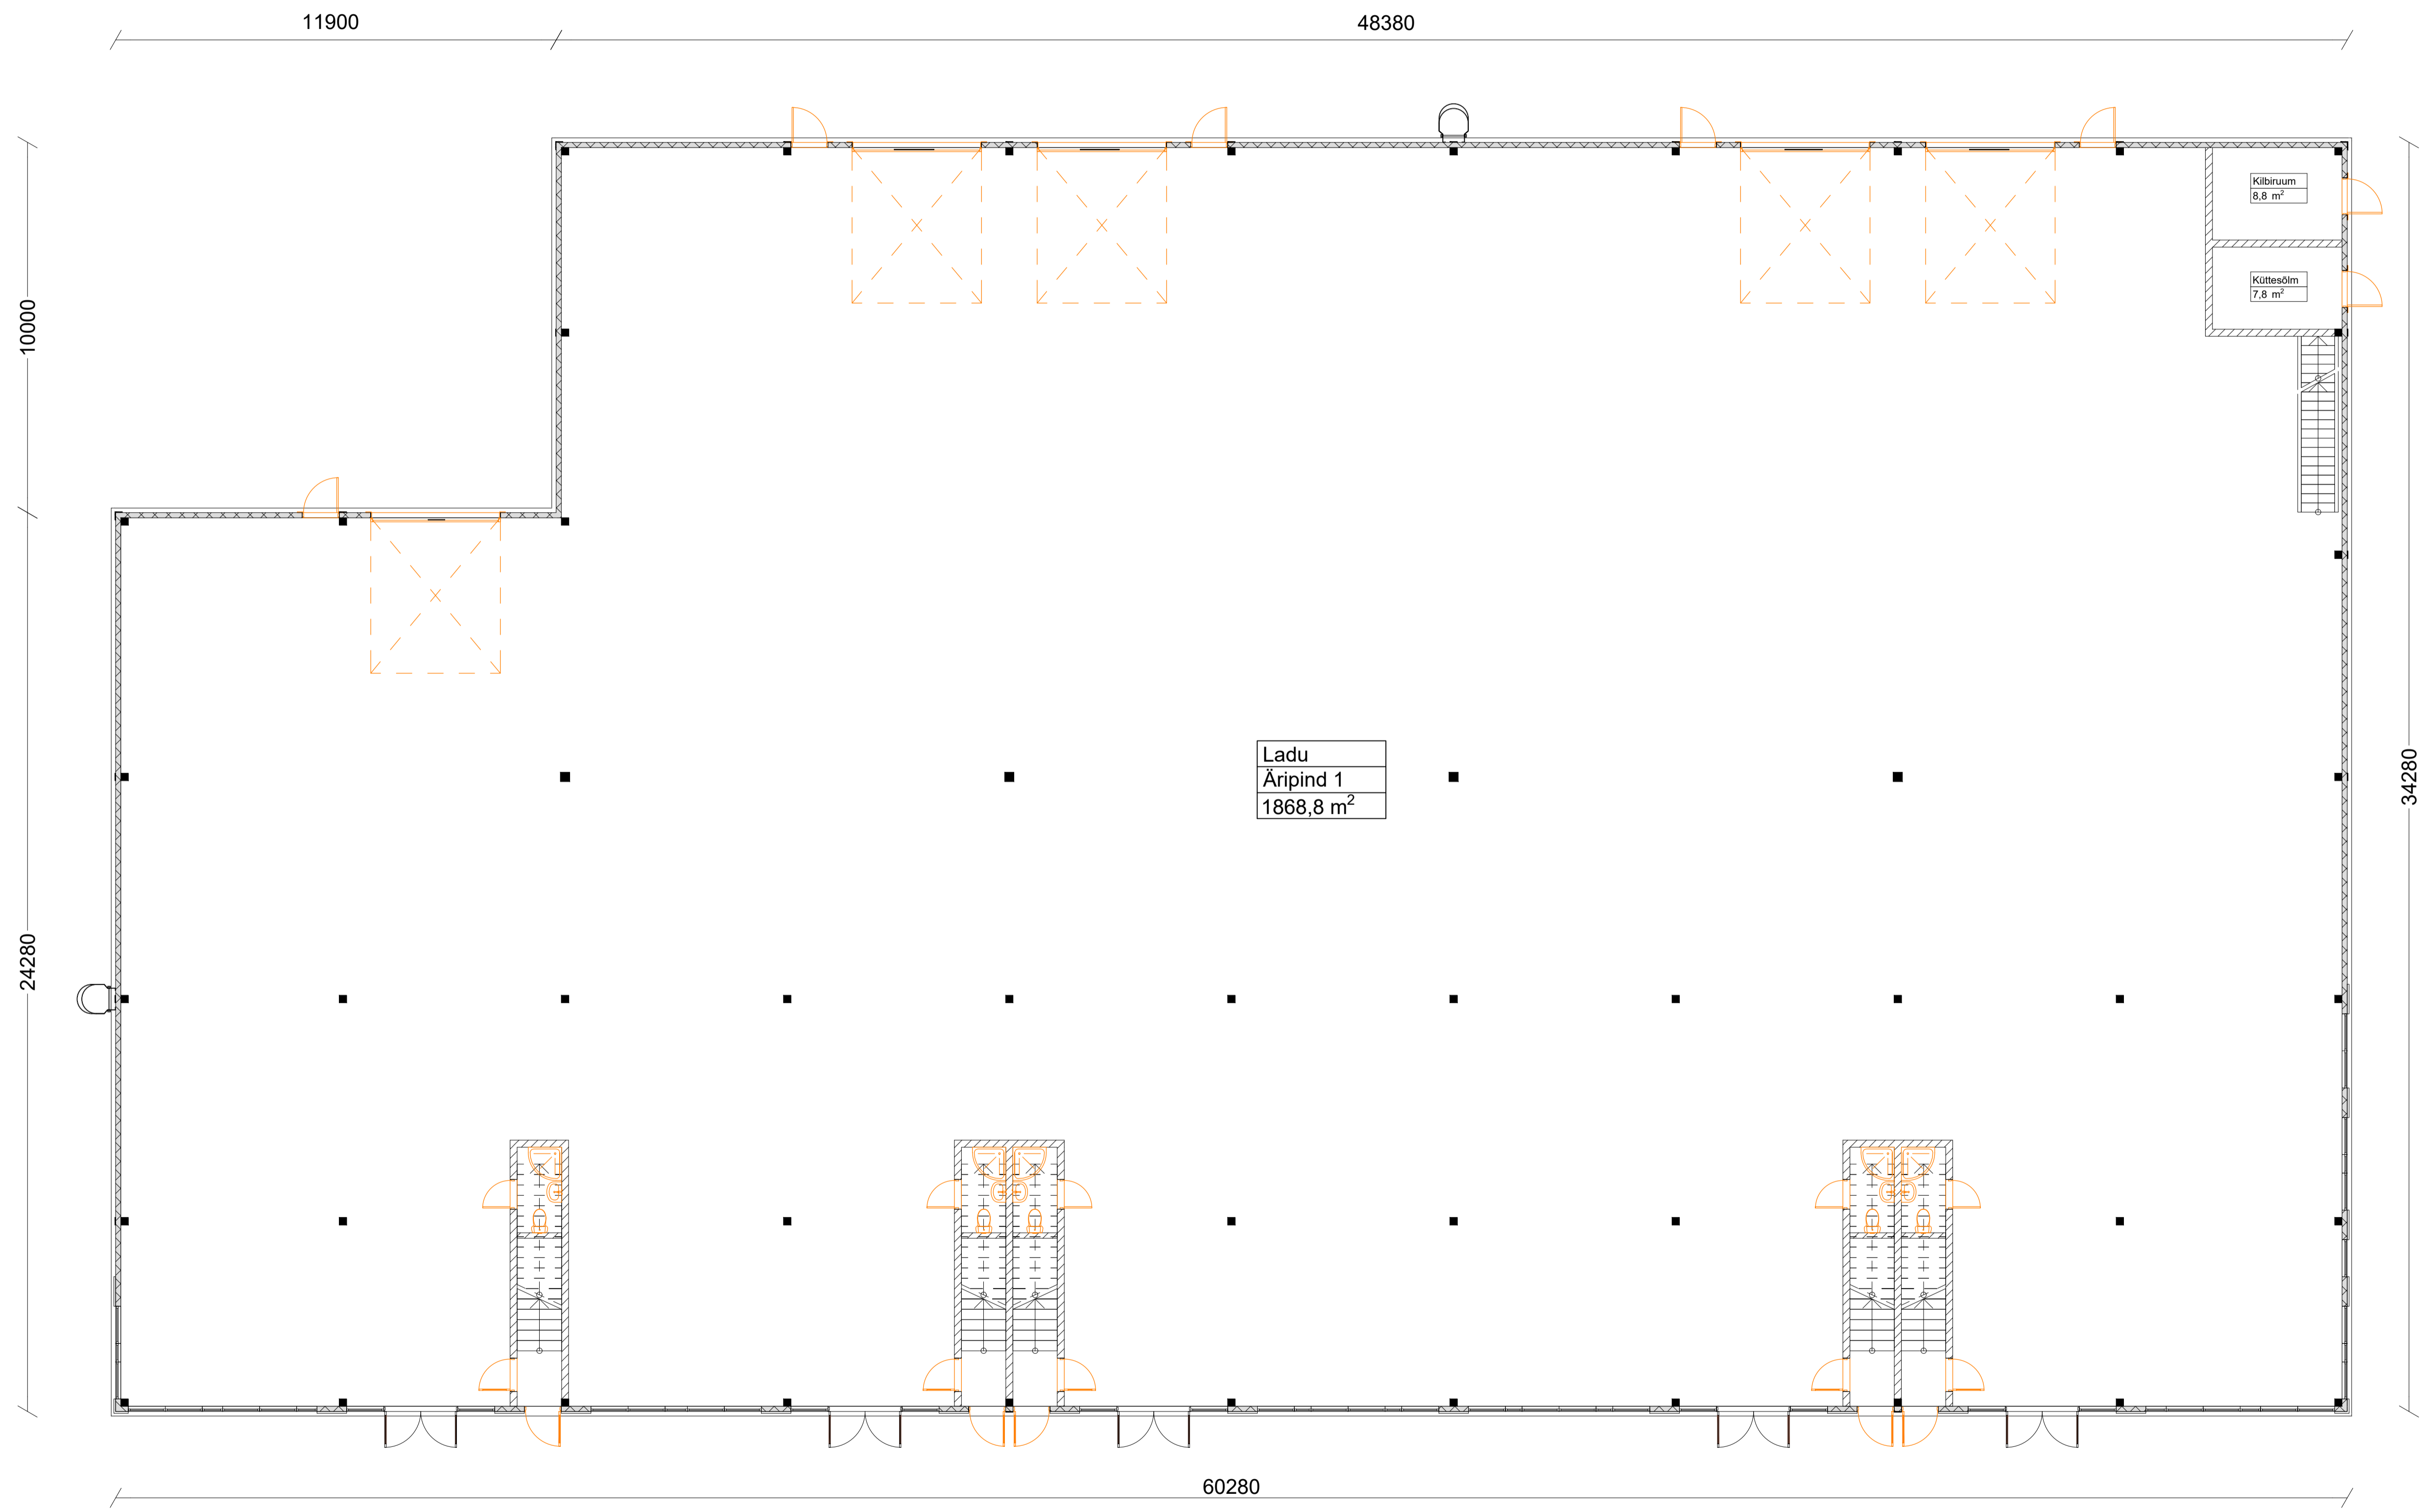 11900
48380
Kilbiruum
8,8 m²
Küttesõlm
7,8 m²
10000
Ladu
Äripind 1
1868,8 m²
34280
24280
60280